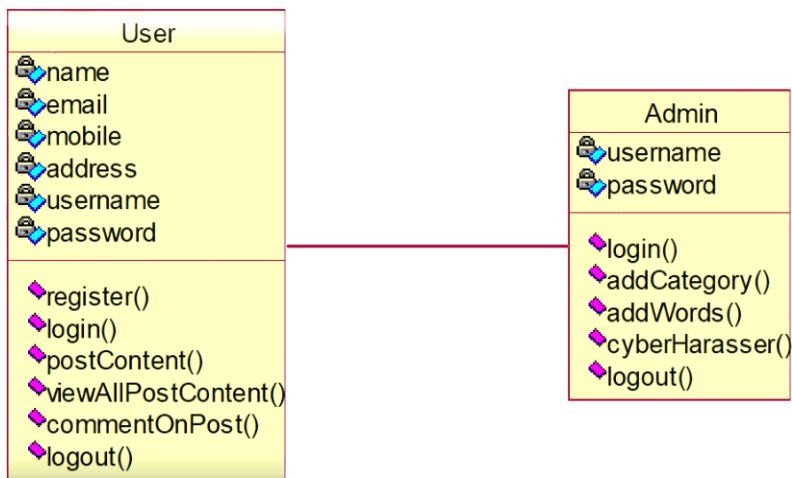 User
name
email
mobile
address
username
password
register()
login()
postContent()
viewAllPostContent()
commentOnPost()
logout()
Admin
username
password
login()
addCategory()
addWords()
cyberHarasser()
logout()